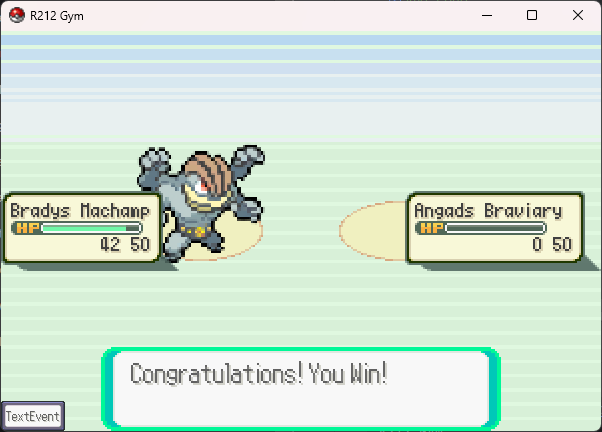 R212 Gym
Bradys Machamp
HP
42 50
Angads Braviary
HP
0 50
Congratulations! You Win!
TextEvent